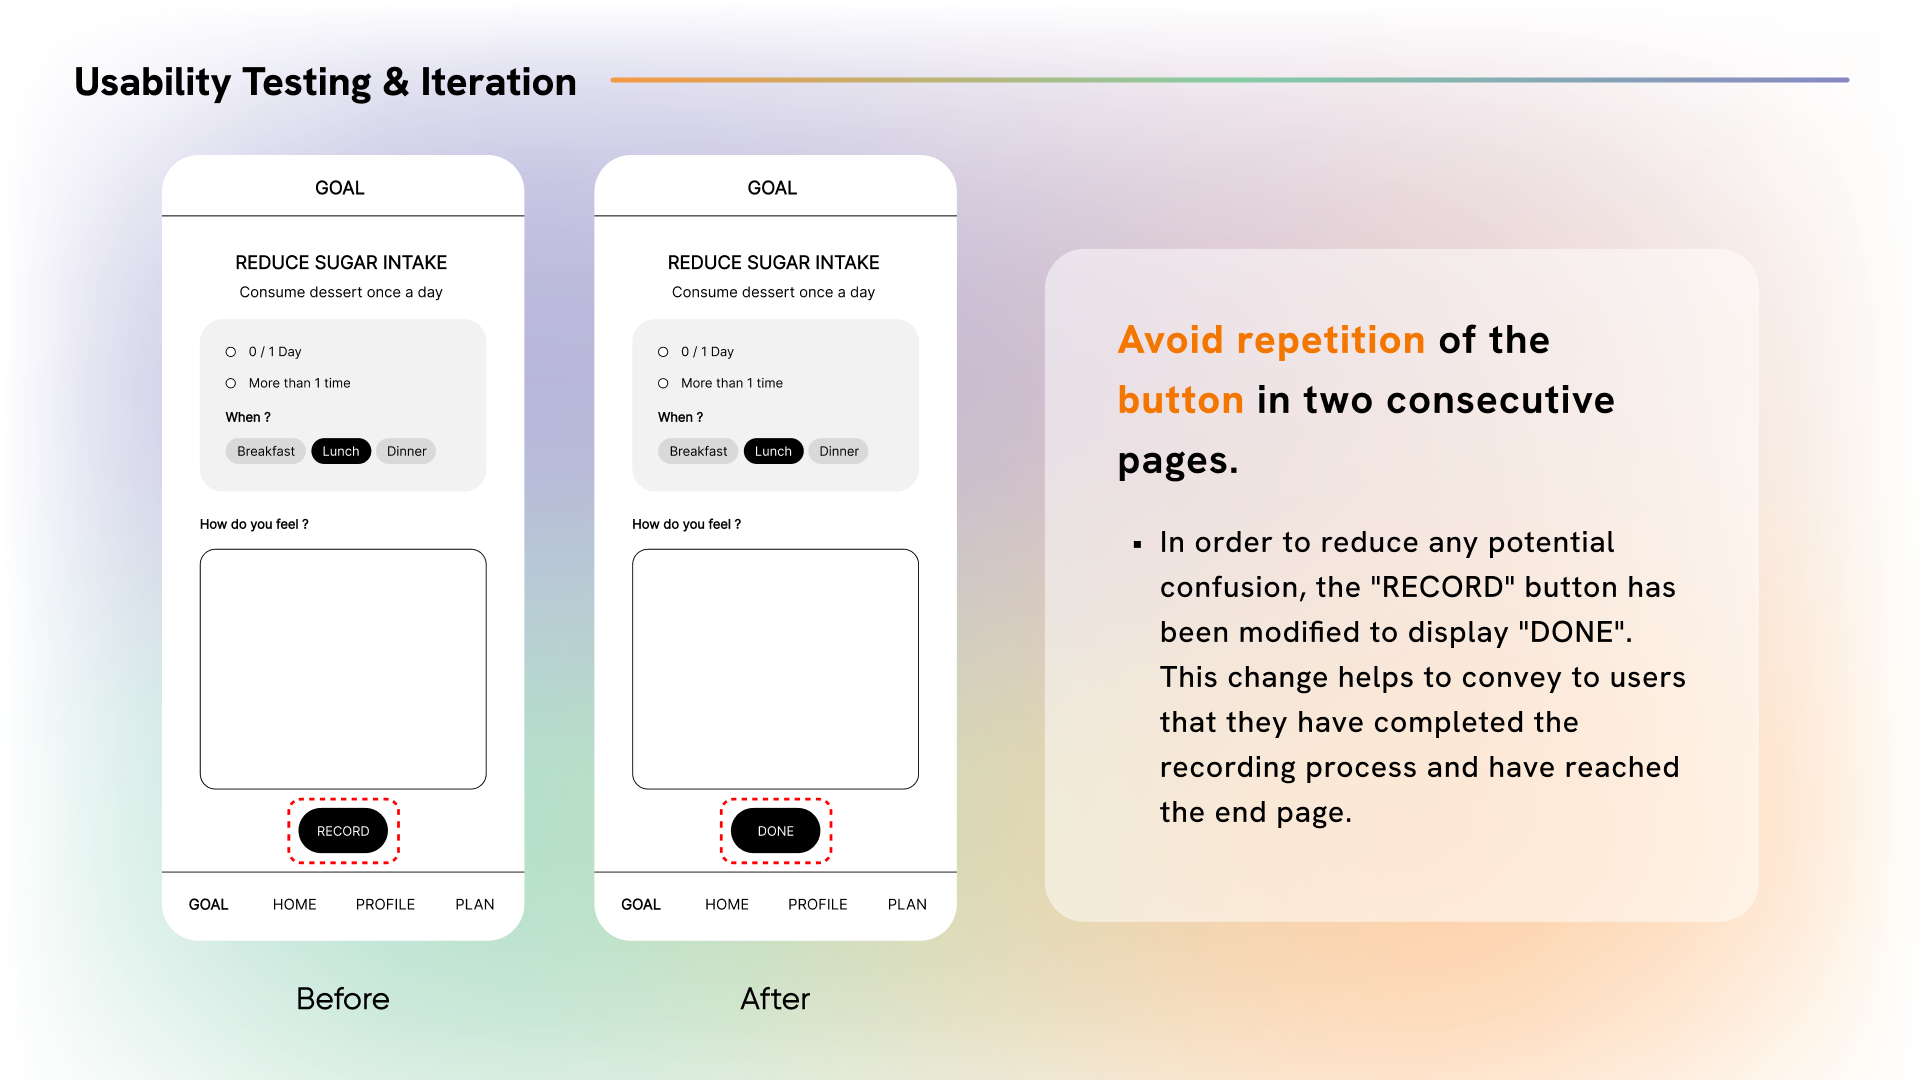 Usability Testing & Iteration
GOAL
REDUCE SUGAR INTAKE
Consume dessert once a day
0 / 1 Day
More than 1 time
When ?
Breakfast Lunch Dinner
How do you feel ?
RECORD
GOAL HOME PROFILE PLAN
Before
GOAL
REDUCE SUGAR INTAKE
Consume dessert once a day
0 / 1 Day
More than 1 time
When ?
Breakfast Lunch Dinner
How do you feel ?
DONE
GOAL HOME PROFILE PLAN
After
Avoid repetition of the
button in two consecutive
pages.
▪ In order to reduce any potential
confusion, the "RECORD" button has
been modified to display "DONE".
This change helps to convey to users
that they have completed the
recording process and have reached
the end page.